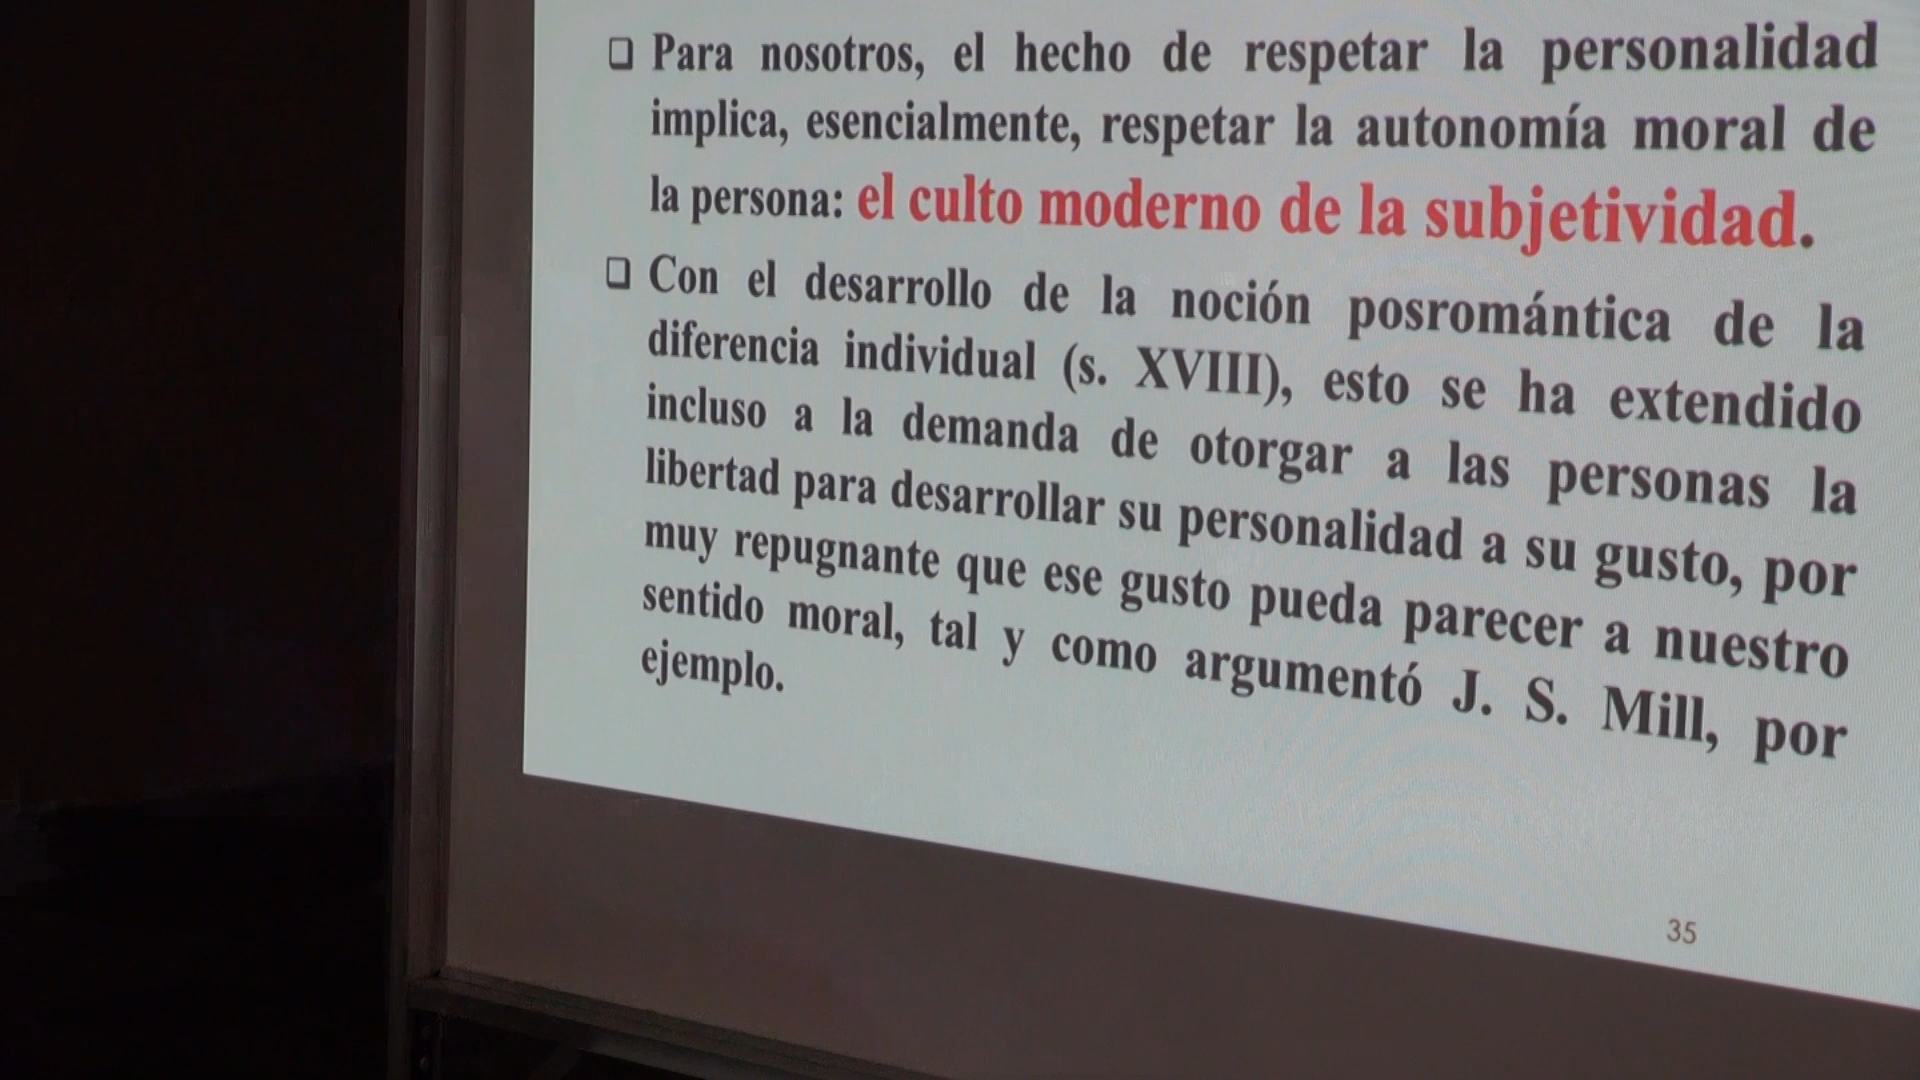 ❑ Para nosotros, el hecho de respetar la personalidad
implica, esencialmente, respetar la autonomía moral de
la persona: el culto moderno de la subjetividad.
❑ Con el desarrollo de la noción posromántica de la
diferencia individual (s. XVIII), esto se ha extendido
incluso a la demanda de otorgar a las personas la
libertad para desarrollar su personalidad a su gusto, por
muy repugnante que ese gusto pueda parecer a nuestro
sentido moral, tal y como argumentó J. S. Mill, por
ejemplo.
35